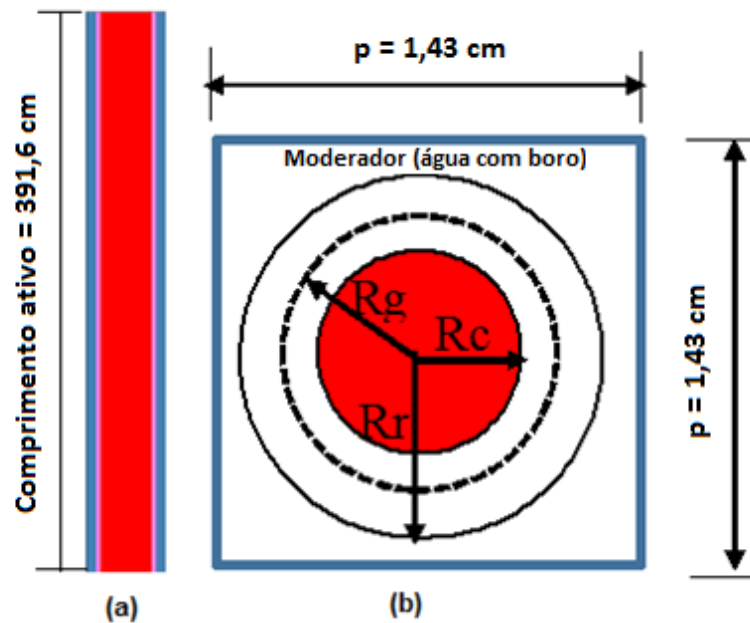 p = 1,43 cm
Comprimento ativo = 391,6 cm
Moderador (água com boro)
Rg
Rc
Rr
p = 1,43 cm
(a)
(b)